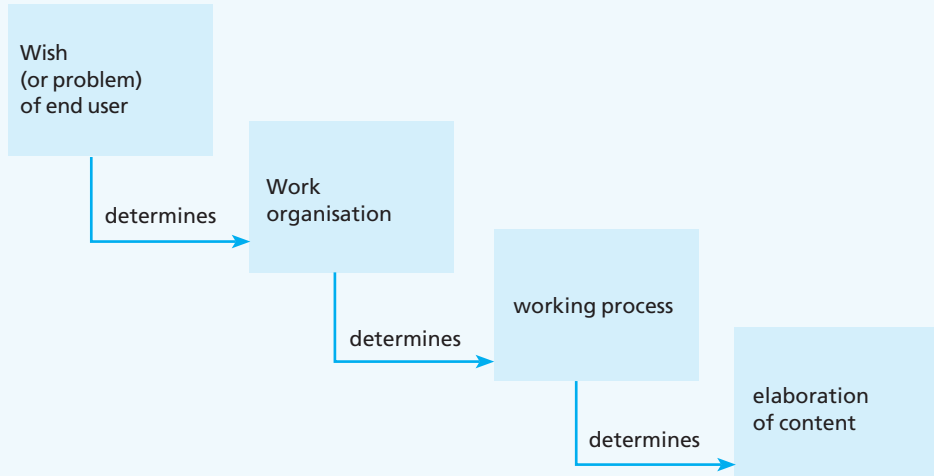 Wish
(or problem)
of end user
determines
Work
organisation
determines
working process
determines
elaboration
of content